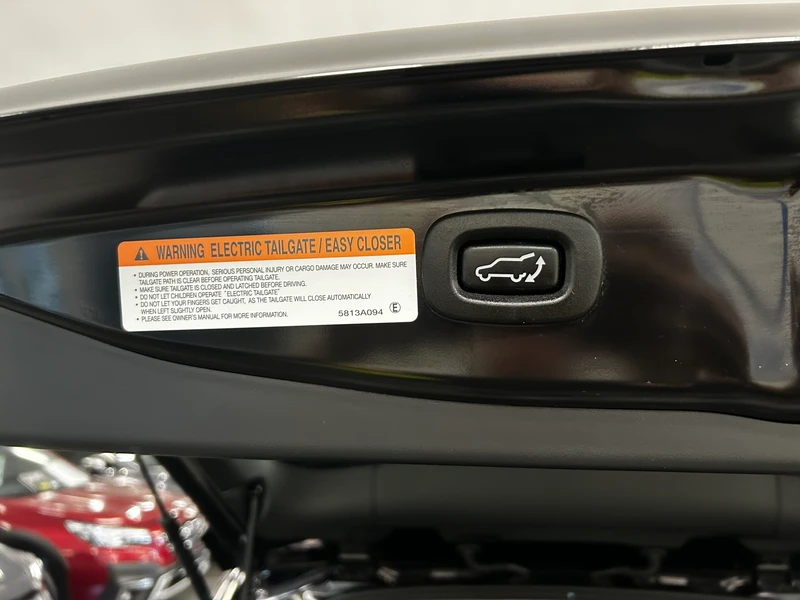 WARNING ELECTRIC TAILGATE / EASY CLOSER
• DURING POWER OPERATION, SERIOUS PERSONAL INJURY OR CARGO DAMAGE MAY OCCUR. MAKE SURE
TAILGATE PATH IS CLEAR BEFORE OPERATING TAILGATE.
• MAKE SURE TAILGATE IS CLOSED AND LATCHED BEFORE DRIVING.
• DO NOT LET CHILDREN OPERATE "ELECTRIC TAILGATE"
• DO NOT LET YOUR FINGERS GET CAUGHT, AS THE TAILGATE WILL CLOSE AUTOMATICALLY
WHEN LEFT SLIGHTLY OPEN.
• PLEASE SEE OWNER'S MANUAL FOR MORE INFORMATION.
5813A094 Ⓔ